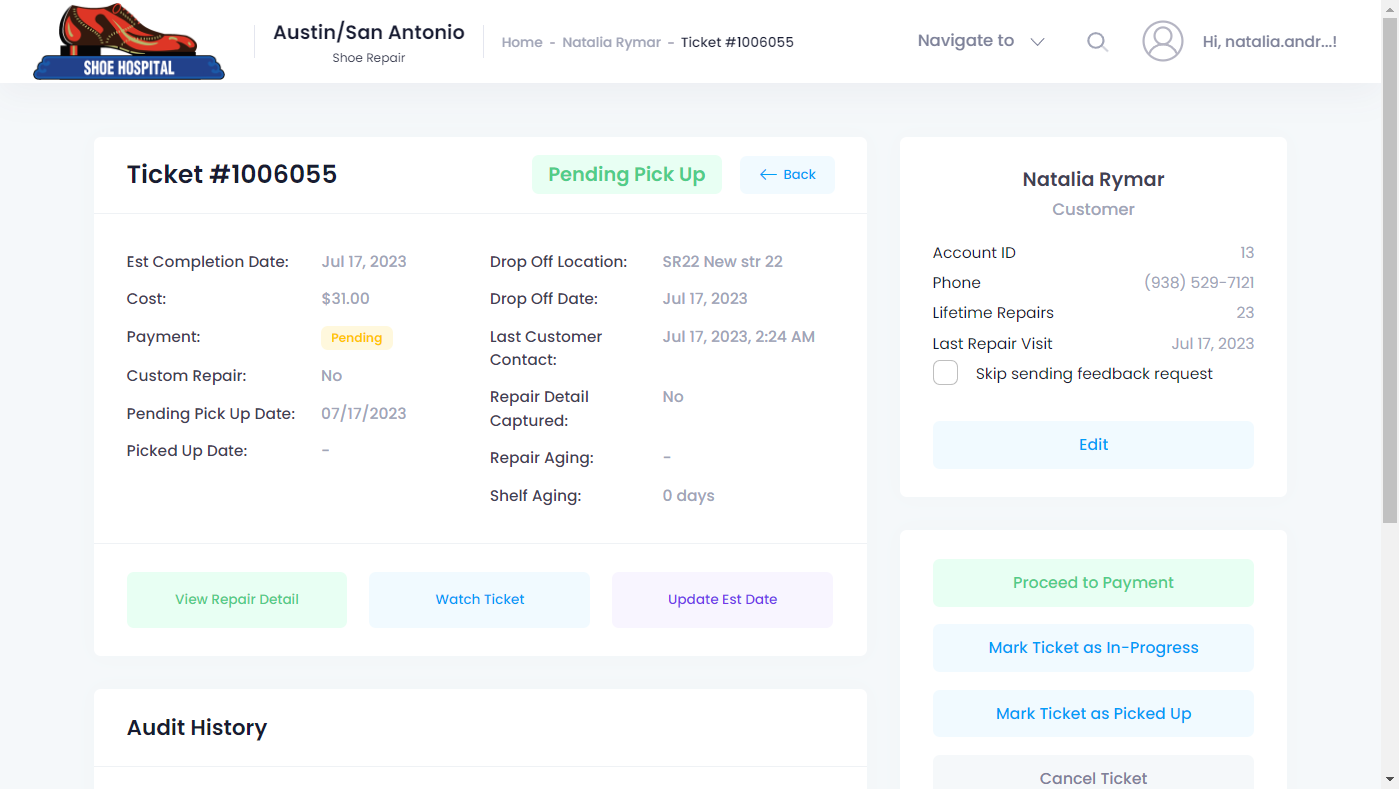 SHOE HOSPITAL
Austin/San Antonio
Shoe Repair
Home - Natalia Rymar - Ticket #1006055
Navigate to
Hi, natalia.andr...!
Ticket #1006055
Pending Pick Up
Back
Est Completion Date: Jul 17, 2023
Cost: $31.00
Payment: Pending
Custom Repair: No
Pending Pick Up Date: 07/17/2023
Picked Up Date: -
Drop Off Location: SR22 New str 22
Drop Off Date: Jul 17, 2023
Last Customer Jul 17, 2023, 2:24 AM
Contact:
Repair Detail No
Captured:
Repair Aging: -
Shelf Aging: 0 days
View Repair Detail
Watch Ticket
Update Est Date
Audit History
Natalia Rymar
Customer
Account ID 13
Phone (938) 529-7121
Lifetime Repairs 23
Last Repair Visit Jul 17, 2023
Skip sending feedback request
Edit
Proceed to Payment
Mark Ticket as In-Progress
Mark Ticket as Picked Up
Cancel Ticket